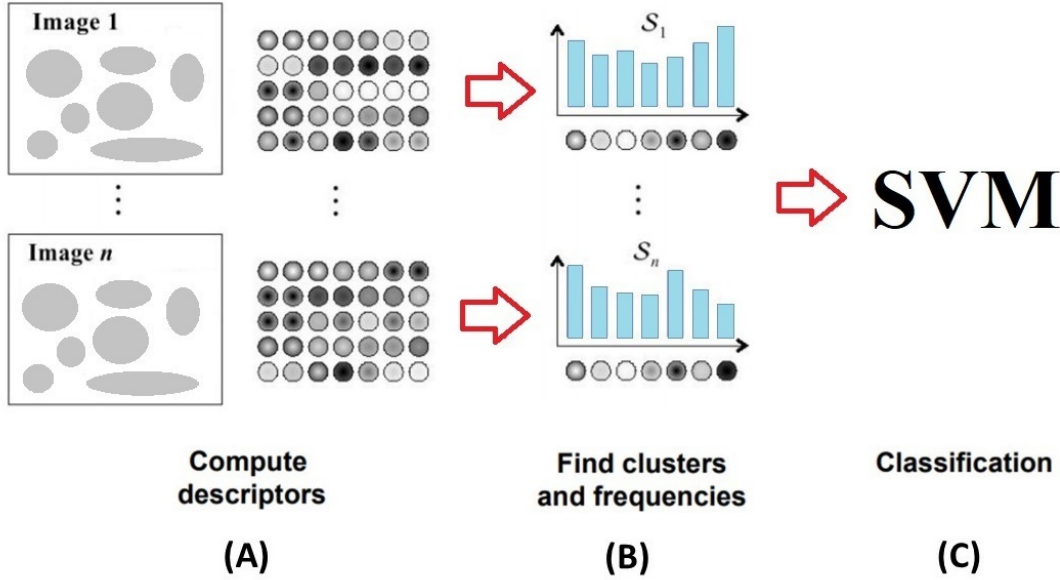 Image 1
S₁
⋮ ⋮ ⋮
SVM
Image n
Sₙ
Compute
descriptors
Find clusters
and frequencies
Classification
(A)
(B)
(C)